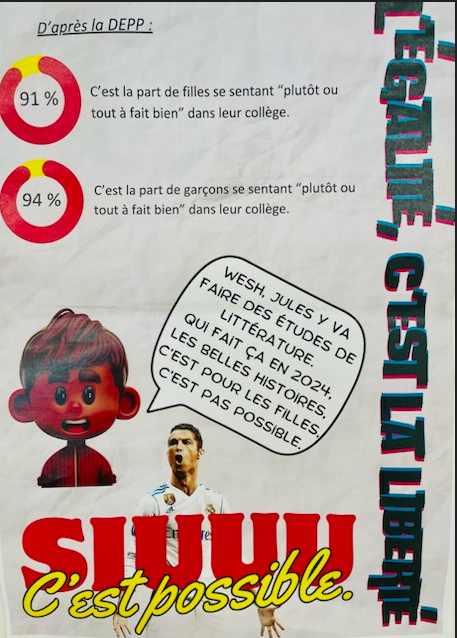 D'après la DEPP :
91 %
C'est la part de filles se sentant "plutôt ou
tout à fait bien" dans leur collège.
94 %
C'est la part de garçons se sentant "plutôt ou
tout à fait bien" dans leur collège.
WESH, JULES Y VA
FAIRE DES ÉTUDES DE
LITTÉRATURE.
QUI FAIT ÇA EN 2024,
LES BELLES HISTOIRES,
C'EST POUR LES FILLES,
C'EST PAS POSSIBLE.
SIUUUU
C'est possible.
L'EGALITE, C'EST LA LIBERTE